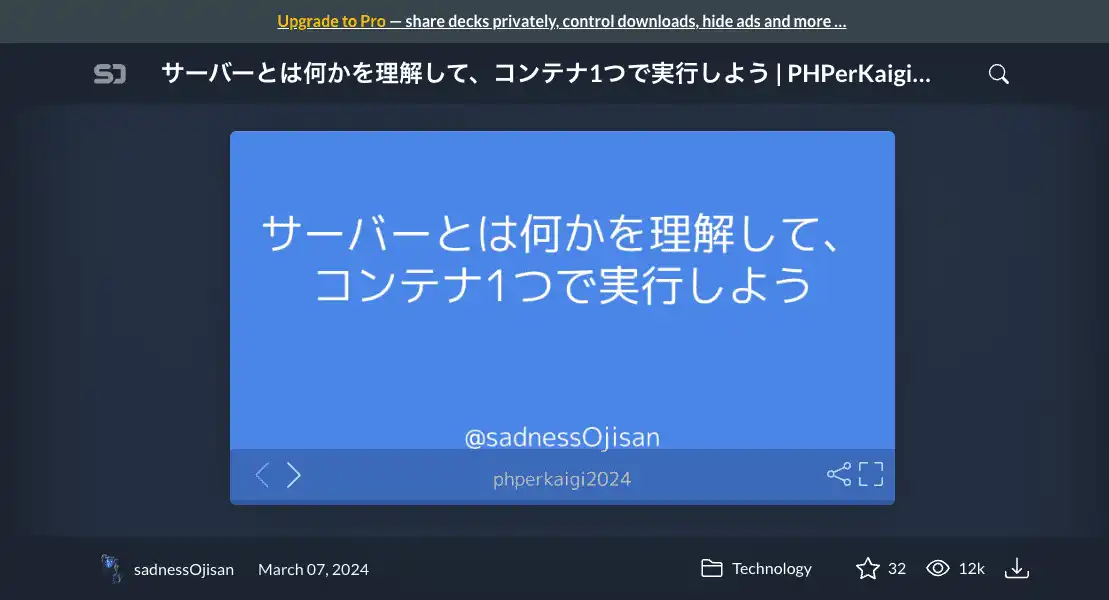 Upgrade to Pro — share decks privately, control downloads, hide ads and more …
SD サーバーとは何かを理解して、コンテナ1つで実行しよう | PHPerKaigi...
サーバーとは何かを理解して、
コンテナ1つで実行しよう
@sadnessOjisan
phperkaigi2024
sadnessOjisan March 07, 2024 Technology 32 12k